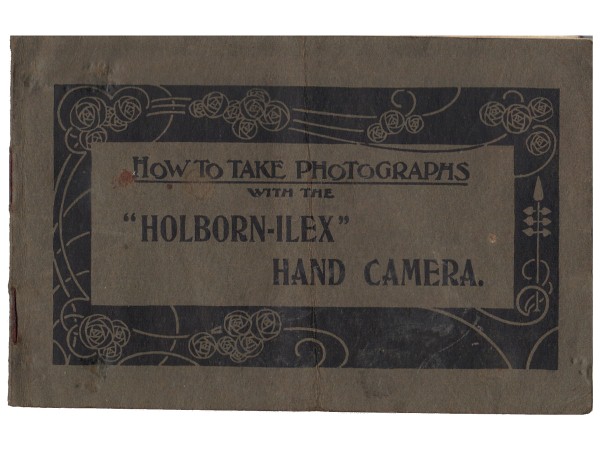 HOW TO TAKE PHOTOGRAPHS
WITH THE
"HOLBORN-ILEX"
HAND CAMERA.